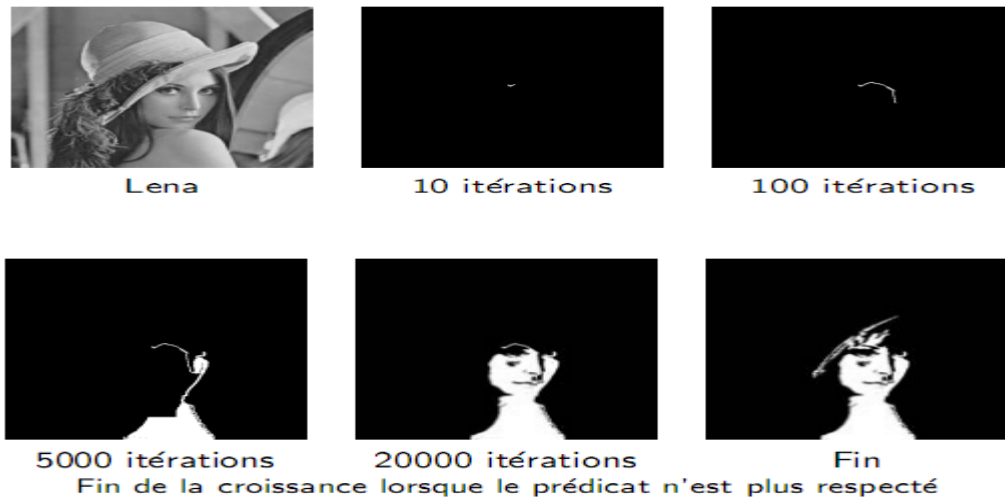 Lena
10 itérations
100 itérations
5000 itérations
20000 itérations
Fin
Fin de la croissance lorsque le prédicat n'est plus respecté